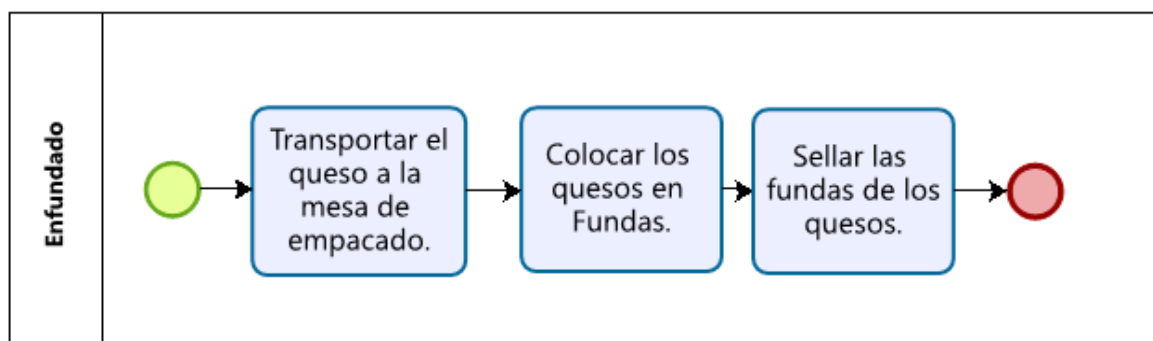 Enfundado
Transportar el
queso a la
mesa de
empacado.
Colocar los
quesos en
Fundas.
Sellar las
fundas de los
quesos.